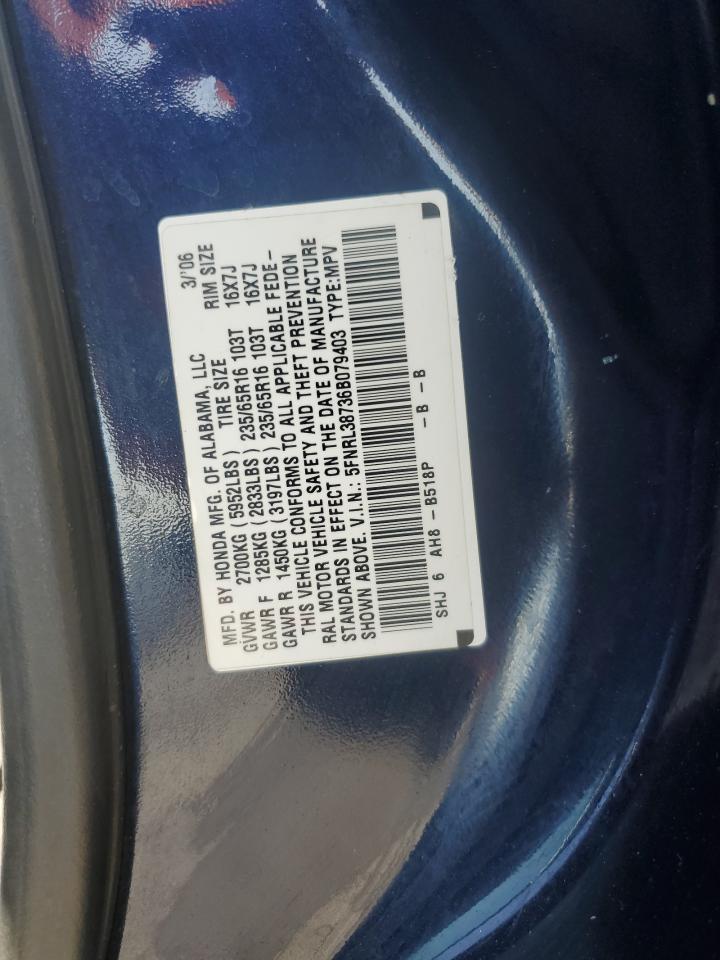 MFD. BY HONDA MFG. OF ALABAMA, LLC 3/'06
GVWR 2700KG (5952LBS) TIRE SIZE RIM SIZE
GAWR F 1285KG (2833LBS) 235/65R16 103T 16X7J
GAWR R 1450KG (3197LBS) 235/65R16 103T 16X7J
THIS VEHICLE CONFORMS TO ALL APPLICABLE FEDE-
RAL MOTOR VEHICLE SAFETY AND THEFT PREVENTION
STANDARDS IN EFFECT ON THE DATE OF MANUFACTURE
SHOWN ABOVE. V.I.N.: 5FNRL38736B079403 TYPE:MPV
SHJ 6 AH8 -B518P -B -B